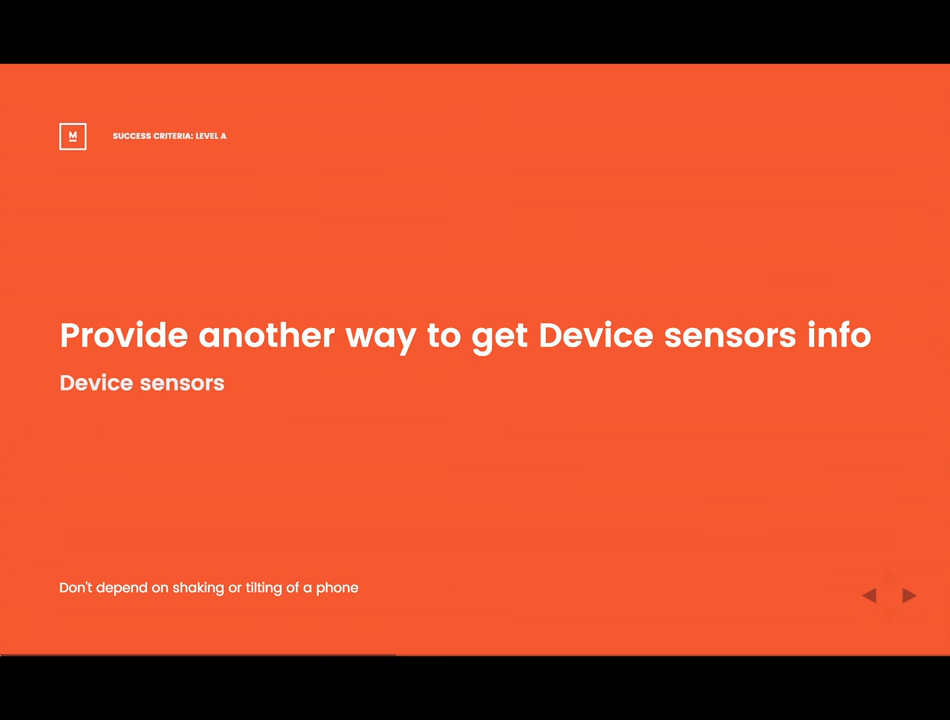 M
SUCCESS CRITERIA: LEVEL A
Provide another way to get Device sensors info
Device sensors
Don't depend on shaking or tilting of a phone